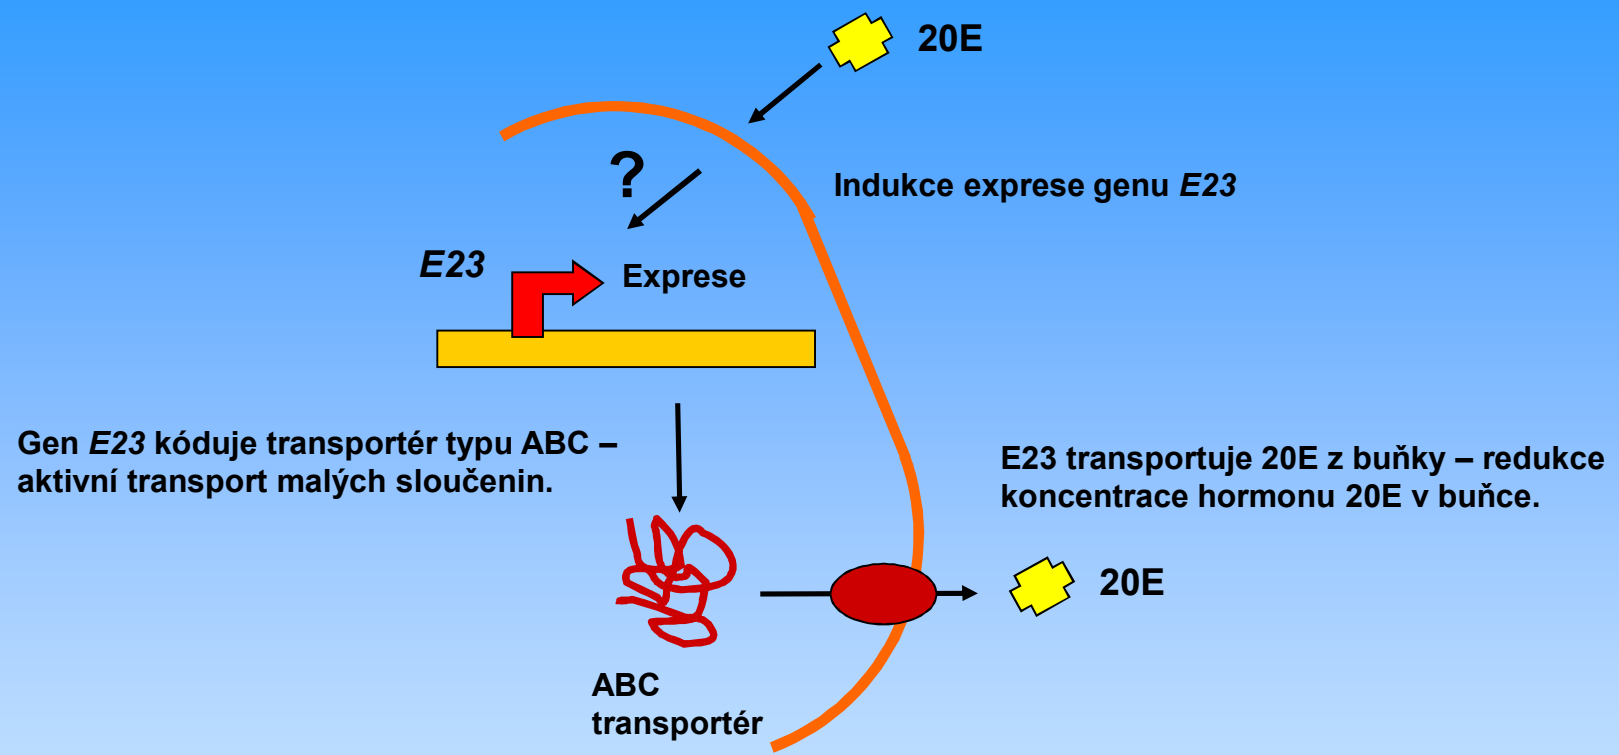 20E
?
Indukce exprese genu E23
E23
Exprese
Gen E23 kóduje transportér typu ABC –
aktivní transport malých sloučenin.
E23 transportuje 20E z buňky – redukce
koncentrace hormonu 20E v buňce.
20E
ABC
transportér